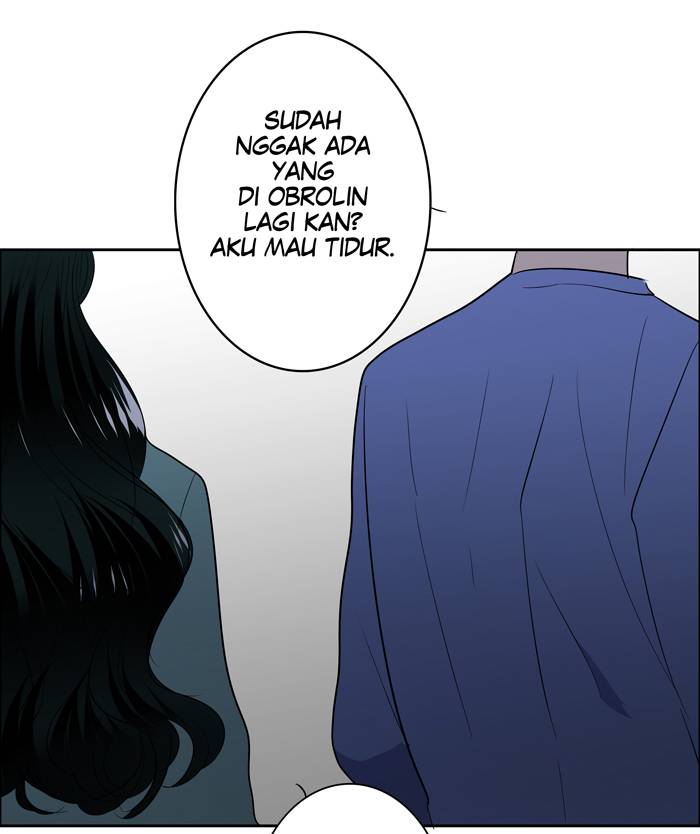 SUDAH
NGGAK ADA
YANG
DI OBROLIN
LAGI KAN?
AKU MAU TIDUR.